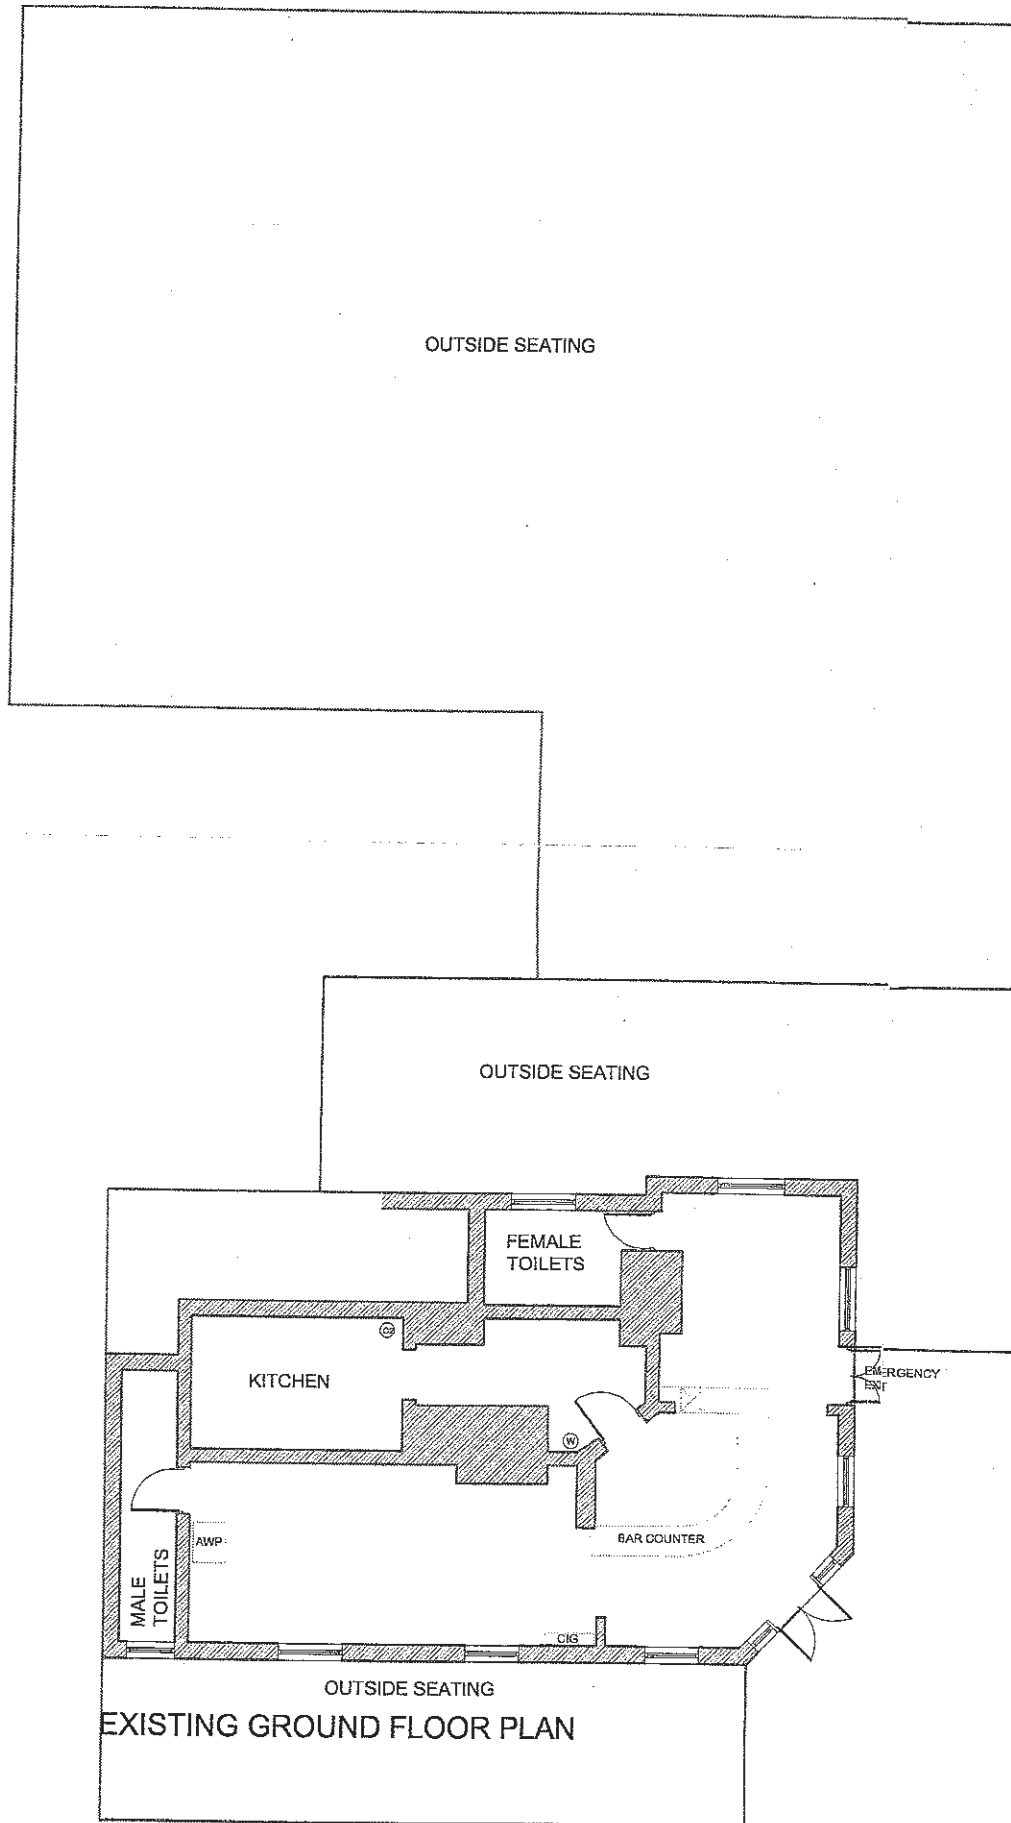 OUTSIDE SEATING
OUTSIDE SEATING
FEMALE
TOILETS
C2
KITCHEN
EMERGENCY
EXIT
W
BAR COUNTER
AWP
MALE
TOILETS
CIG
OUTSIDE SEATING
EXISTING GROUND FLOOR PLAN